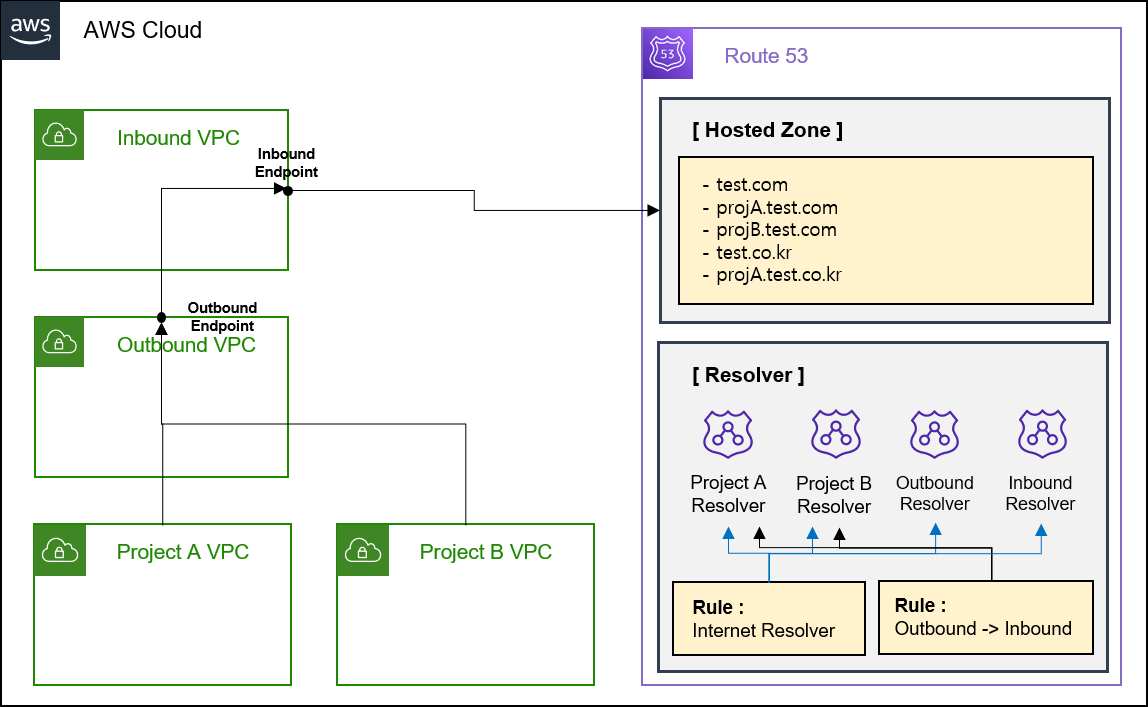 aws
AWS Cloud
53
Route 53
Inbound VPC
Inbound
Endpoint
[ Hosted Zone ]
- test.com
- projA.test.com
- projB.test.com
- test.co.kr
- projA.test.co.kr
Outbound
Endpoint
Outbound VPC
[ Resolver ]
Project A
Resolver
Project B
Resolver
Outbound
Resolver
Inbound
Resolver
Project A VPC
Project B VPC
Rule :
Internet Resolver
Rule :
Outbound -> Inbound